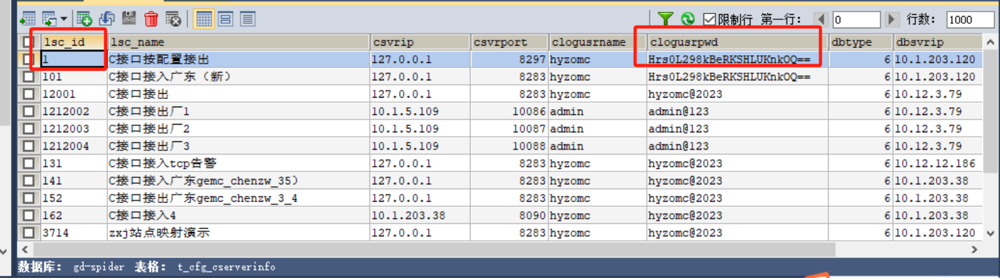 限制行 第一行: 0 行数: 1000
lsc_id lsc_name csvrip csvrport clogusrname clogusrpwd dbtype dbsvrip
1 C接口按配置接出 127.0.0.1 8297 hyzomc Hrs0L298kBeRKSHLUKnkOQ== 6 10.1.203.120
101 C接口接入广东（新） 127.0.0.1 8283 hyzomc Hrs0L298kBeRKSHLUKnkOQ== 6 10.1.203.120
12001 C接口接出 127.0.0.1 8283 hyzomc hyzomc@2023 6 10.12.3.79
1212002 C接口接出厂1 10.1.5.109 10086 admin admin@123 6 10.12.3.79
1212003 C接口接出厂2 10.1.5.109 10087 admin admin@123 6 10.12.3.79
1212004 C接口接出厂3 10.1.5.109 10088 admin admin@123 6 10.12.3.79
131 C接口接入tcp告警 127.0.0.1 8283 hyzomc hyzomc@2023 6 10.12.12.186
141 C接口接入广东gemc_chenzw_35） 127.0.0.1 8283 hyzomc hyzomc@2023 6 10.1.203.38
152 C接口接出广东gemc_chenzw_3_4 127.0.0.1 8283 hyzomc hyzomc@2023 6 10.1.203.38
162 C接口接入4 10.1.203.38 8090 hyzomc hyzomc@2023 6 10.1.203.38
3714 zxj站点映射演示 127.0.0.1 8283 hyzomc hyzomc@2023 6 10.1.203.120
数据库: gd-spider 表格: t_cfg_cserverinfo